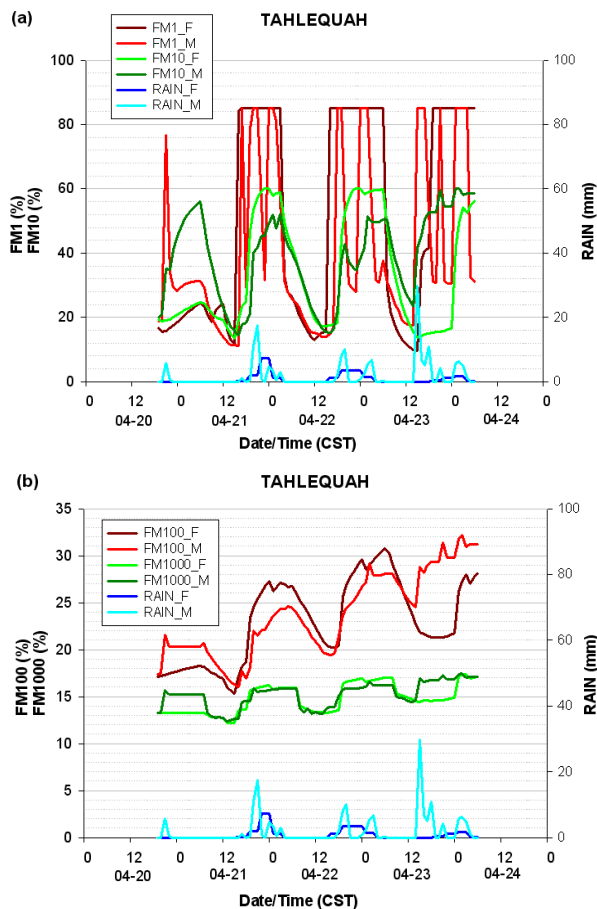 (a)
TAHLEQUAH
FM1_F
FM1_M
FM10_F
FM10_M
RAIN_F
RAIN_M
100
80
60
40
20
0
FM1 (%)
FM10 (%)
100
80
60
40
20
0
RAIN (mm)
0 12 0 12 0 12 0 12 0 12 0
04-20 04-21 04-22 04-23 04-24
Date/Time (CST)
(b)
TAHLEQUAH
FM100_F
FM100_M
FM1000_F
FM1000_M
RAIN_F
RAIN_M
35
30
25
20
15
10
5
0
FM100 (%)
FM1000 (%)
100
80
60
40
20
0
RAIN (mm)
0 12 0 12 0 12 0 12 0 12 0
04-20 04-21 04-22 04-23 04-24
Date/Time (CST)